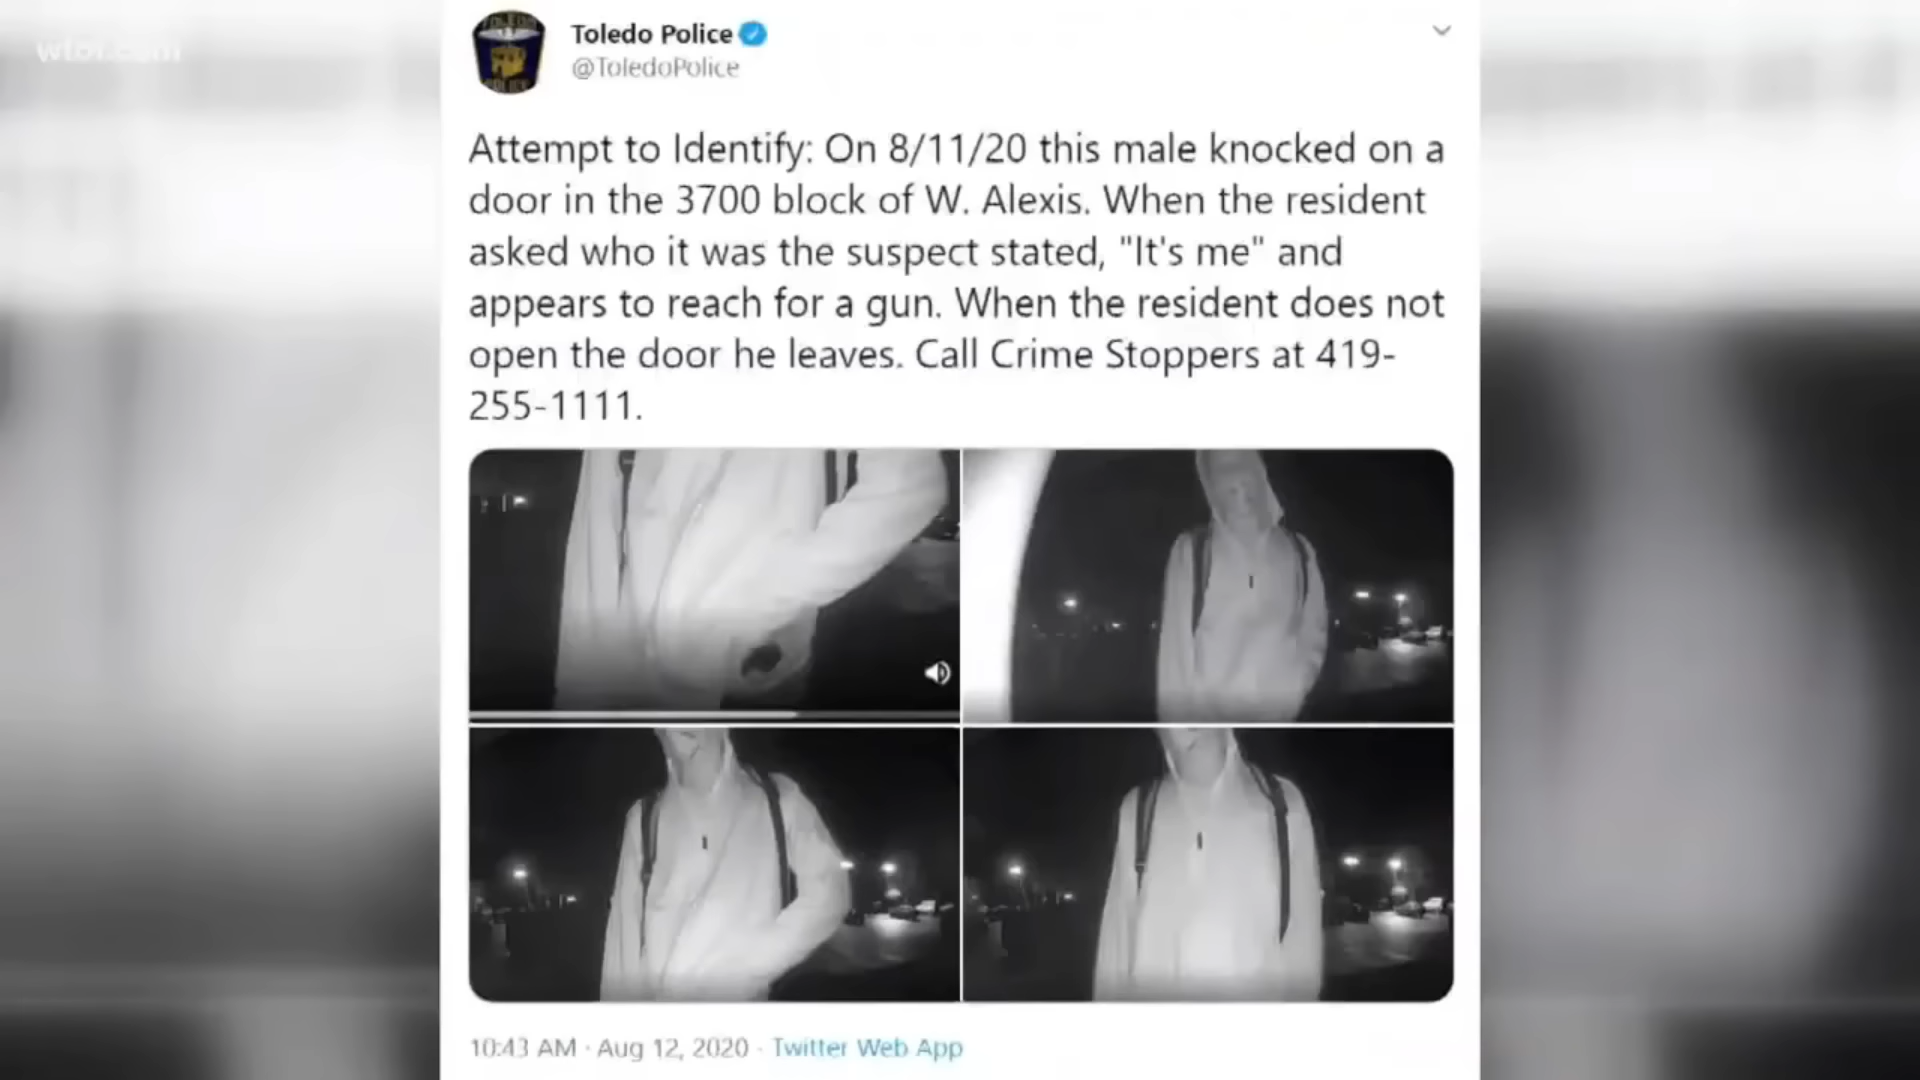 wtol.com
Toledo Police
@ToledoPolice
TOLEDO
POLICE
Attempt to Identify: On 8/11/20 this male knocked on a
door in the 3700 block of W. Alexis. When the resident
asked who it was the suspect stated, "It's me" and
appears to reach for a gun. When the resident does not
open the door he leaves. Call Crime Stoppers at 419-
255-1111.
10:43 AM · Aug 12, 2020 · Twitter Web App